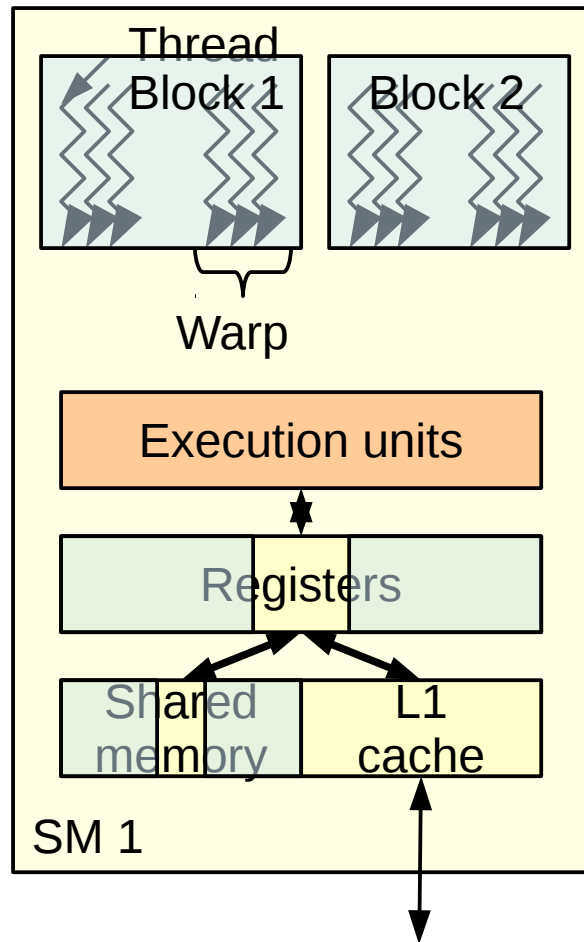 Thread
Block 1
Block 2
Warp
Execution units
Registers
Shared
memory
L1
cache
SM 1